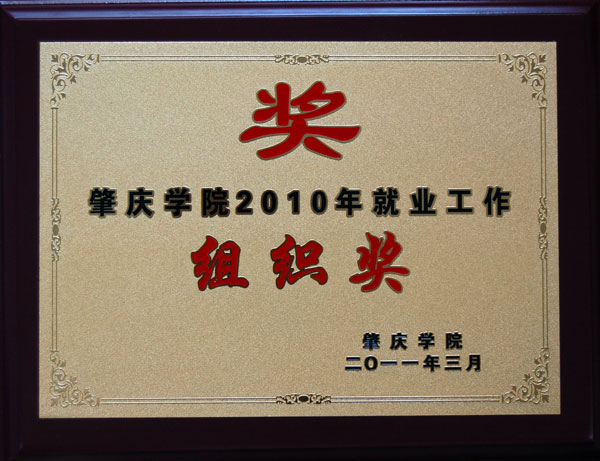 奖
肇庆学院2010年就业工作
组织奖
肇庆学院
二〇一一年三月